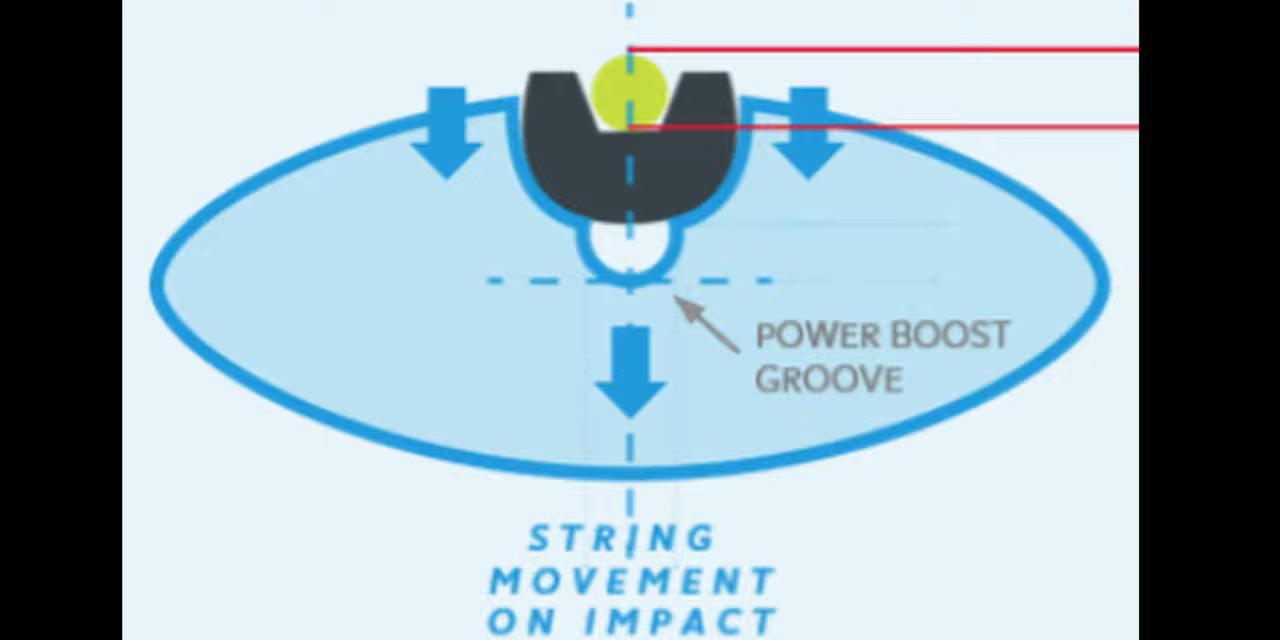 POWER BOOST
GROOVE
STRING
MOVEMENT
ON IMPACT